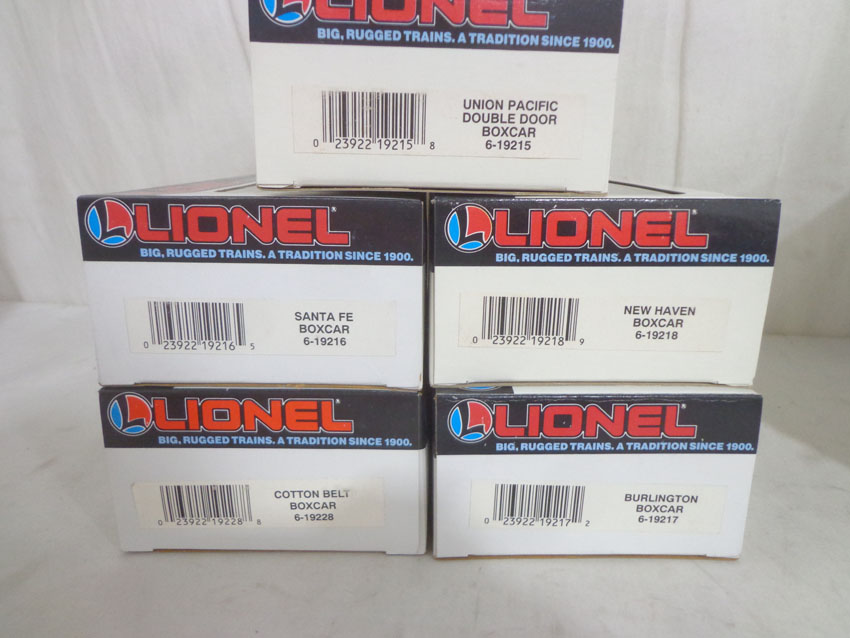 LIONEL
BIG, RUGGED TRAINS. A TRADITION SINCE 1900.
UNION PACIFIC
DOUBLE DOOR
BOXCAR
6-19215
0 23922 19215 8
LIONEL
BIG, RUGGED TRAINS. A TRADITION SINCE 1900.
SANTA FE
BOXCAR
6-19216
0 23922 19216 5
LIONEL
BIG, RUGGED TRAINS. A TRADITION SINCE 1900.
NEW HAVEN
BOXCAR
6-19218
0 23922 19218 9
LIONEL
BIG, RUGGED TRAINS. A TRADITION SINCE 1900.
COTTON BELT
BOXCAR
6-19228
0 23922 19228 8
LIONEL
BIG, RUGGED TRAINS. A TRADITION SINCE 1900.
BURLINGTON
BOXCAR
6-19217
0 23922 19217 2